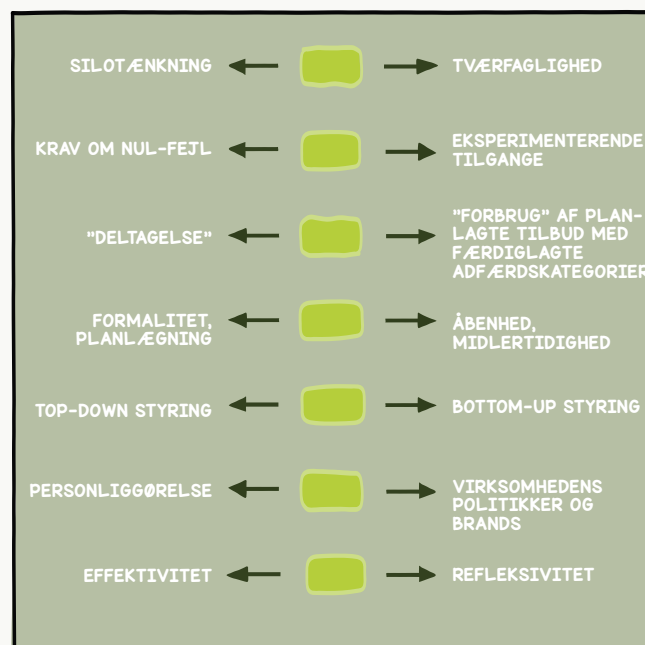 SILOTÆNKNING
TVÆRFAGLIGHED
KRAV OM NUL-FEJL
EKSPERIMENTERENDE
TILGANGE
"DELTAGELSE"
"FORBRUG" AF PLAN-
LAGTE TILBUD MED
FÆRDIGLAGTE
ADFÆRDSKATEGORIER
FORMALITET,
PLANLÆGNING
ÅBENHED,
MIDLERTIDIGHED
TOP-DOWN STYRING
BOTTOM-UP STYRING
PERSONLIGGØRELSE
VIRKSOMHEDENS
POLITIKKER OG
BRANDS
EFFEKTIVITET
REFLEKSIVITET